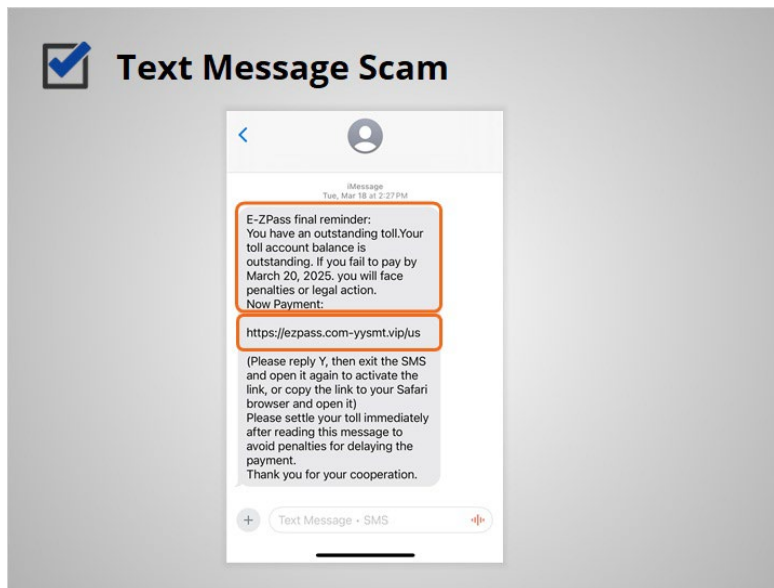 Text Message Scam
iMessage
Tue, Mar 18 at 2:27 PM
E-ZPass final reminder:
You have an outstanding toll.Your
toll account balance is
outstanding. If you fail to pay by
March 20, 2025. you will face
penalties or legal action.
Now Payment:
https://ezpass.com-yysmt.vip/us
(Please reply Y, then exit the SMS
and open it again to activate the
link, or copy the link to your Safari
browser and open it)
Please settle your toll immediately
after reading this message to
avoid penalties for delaying the
payment.
Thank you for your cooperation.
Text Message • SMS